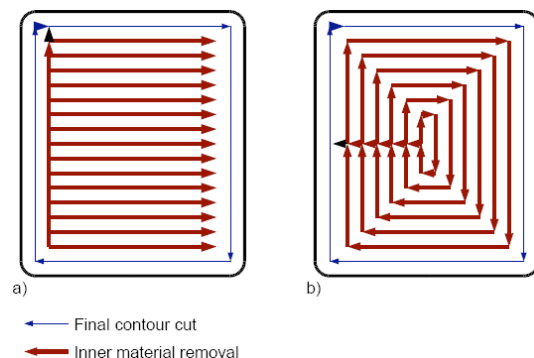 a)
b)
Final contour cut
Inner material removal